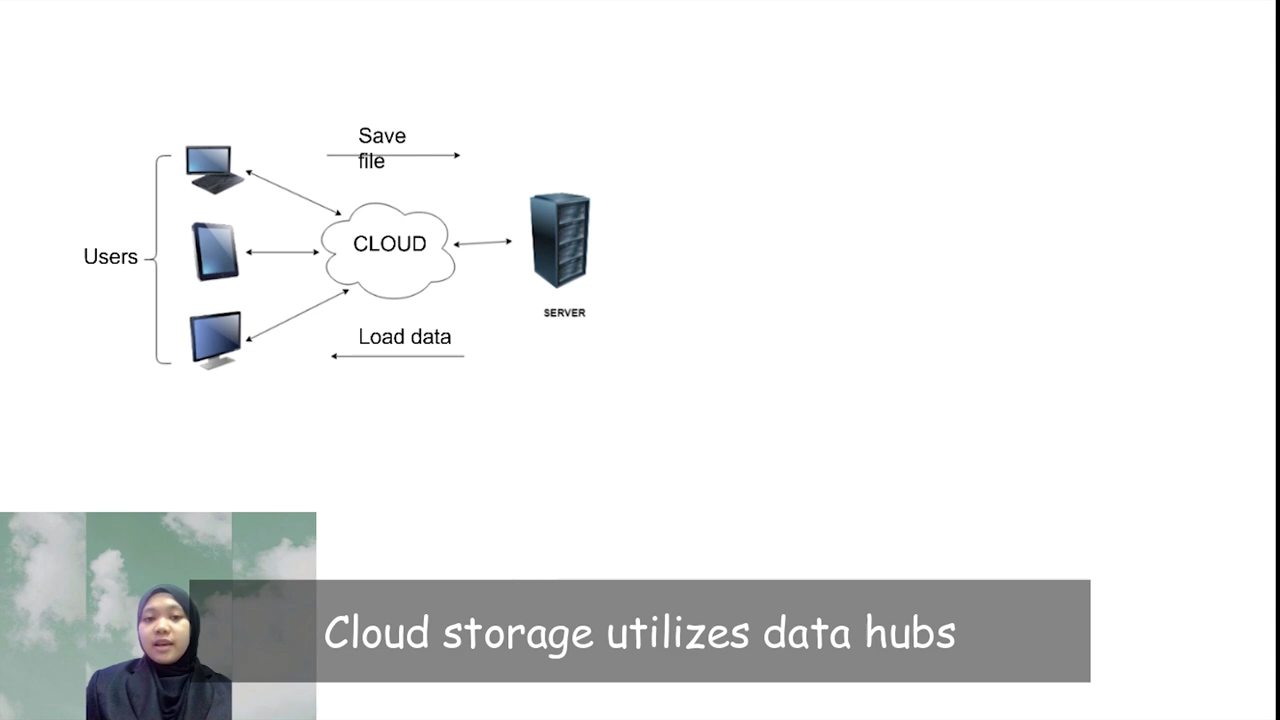 Save
file
Users
CLOUD
SERVER
Load data
Cloud storage utilizes data hubs